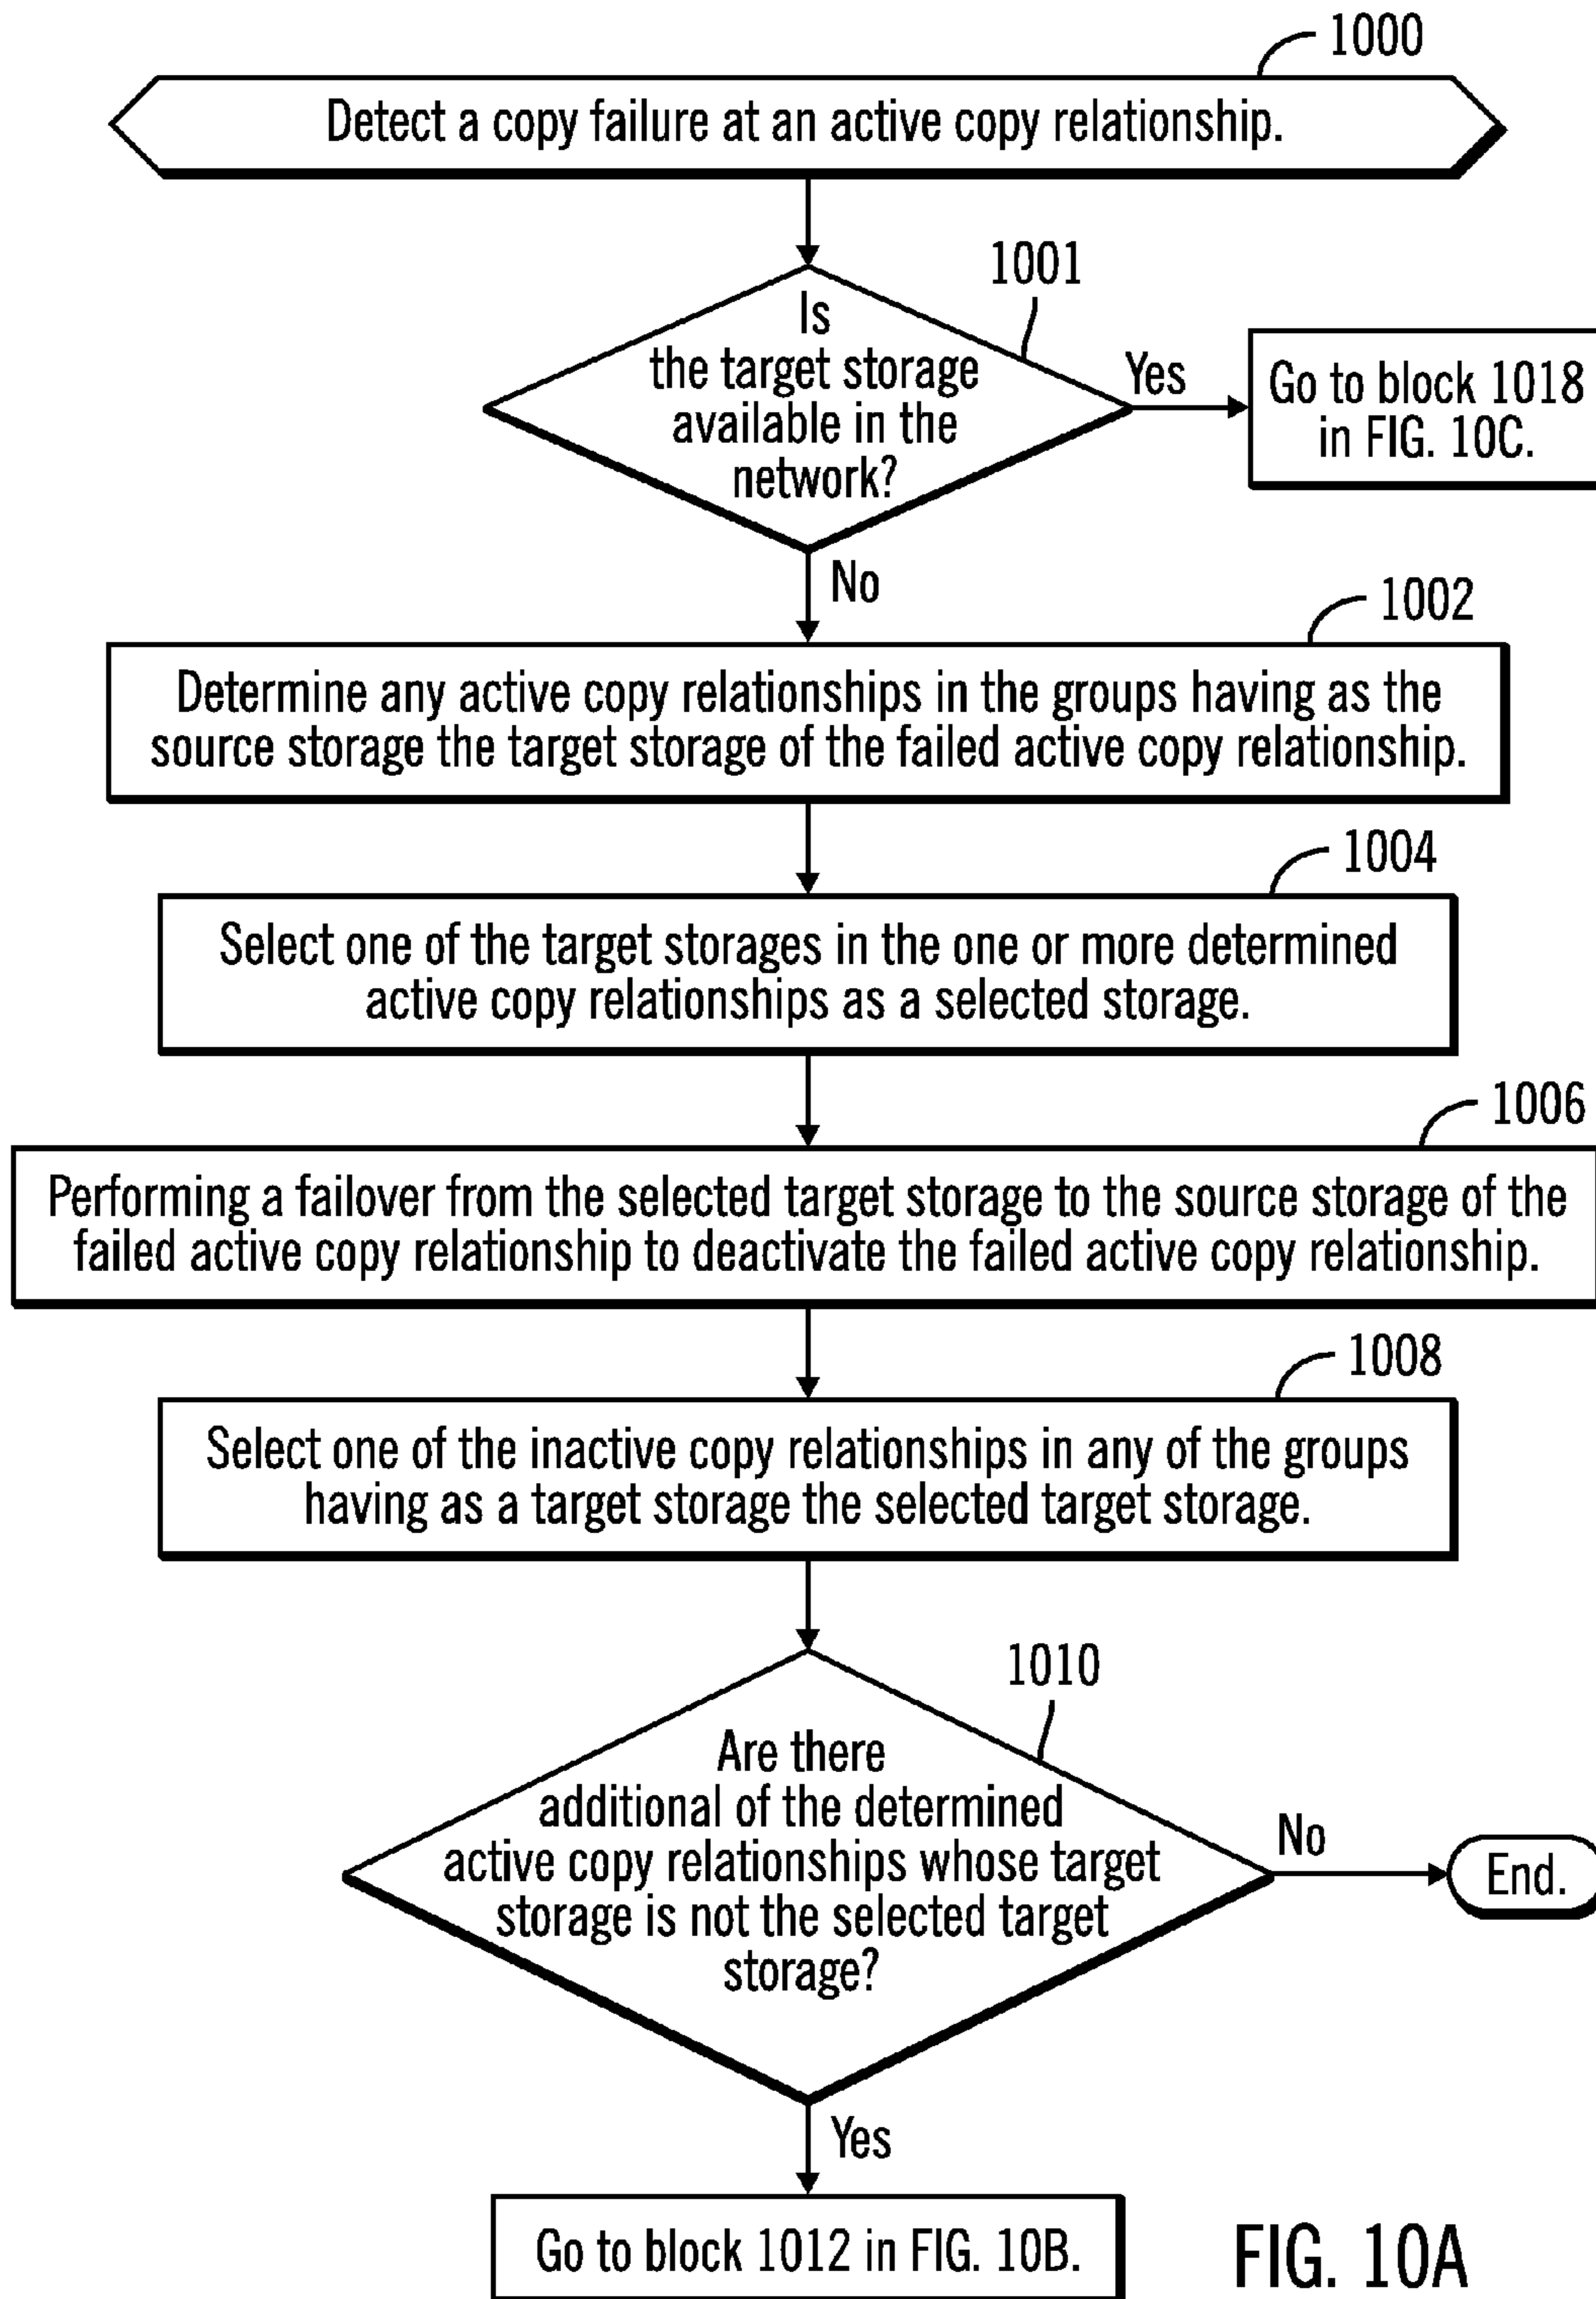 1000
Detect a copy failure at an active copy relationship.
1001
Is
the target storage
available in the
network?
Yes
Go to block 1018
in FIG. 10C.
No
1002
Determine any active copy relationships in the groups having as the
source storage the target storage of the failed active copy relationship.
1004
Select one of the target storages in the one or more determined
active copy relationships as a selected storage.
1006
Performing a failover from the selected target storage to the source storage of the
failed active copy relationship to deactivate the failed active copy relationship.
1008
Select one of the inactive copy relationships in any of the groups
having as a target storage the selected target storage.
1010
Are there
additional of the determined
active copy relationships whose target
storage is not the selected target
storage?
No
End.
Yes
Go to block 1012 in FIG. 10B.
FIG. 10A